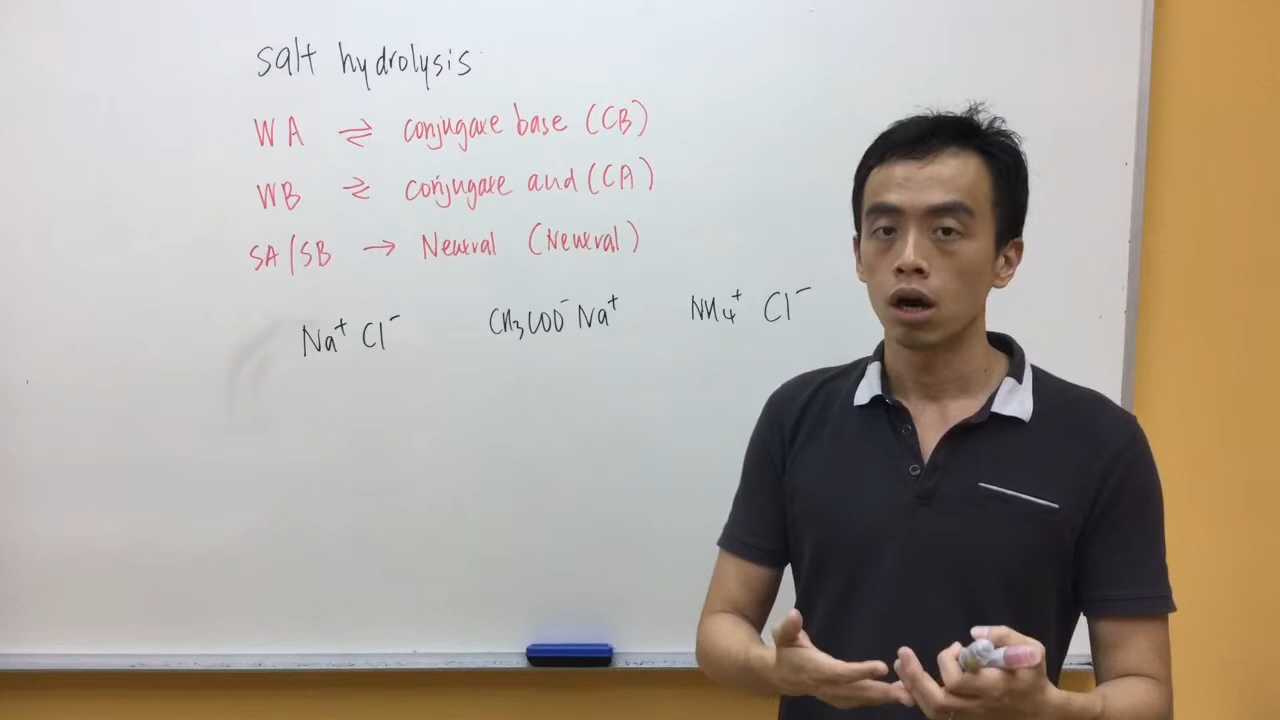 salt hydrolysis
WA ⇌ conjugate base (CB)
WB ⇌ conjugate acid (CA)
SA/SB → Neutral (Neutral)
Na⁺ Cl⁻ CH₃COO⁻ Na⁺ NH₄⁺ Cl⁻